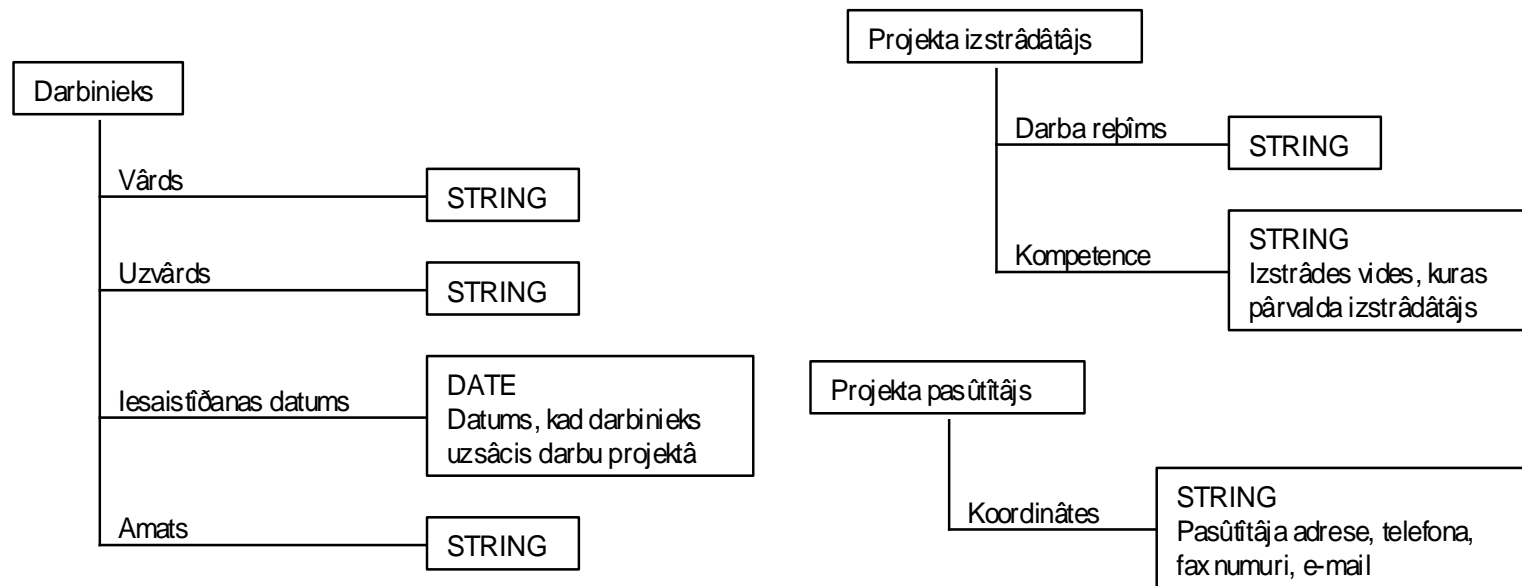 Darbinieks
Vârds
STRING
Uzvârds
STRING
Iesaistîðanas datums
DATE
Datums, kad darbinieks
uzsâcis darbu projektâ
Amats
STRING
Projekta izstrâdâtâjs
Darba reþîms
STRING
Kompetence
STRING
Izstrâdes vides, kuras
pârvalda izstrâdâtâjs
Projekta pasûtîtâjs
Koordinâtes
STRING
Pasûtîtâja adrese, telefona,
fax numuri, e-mail